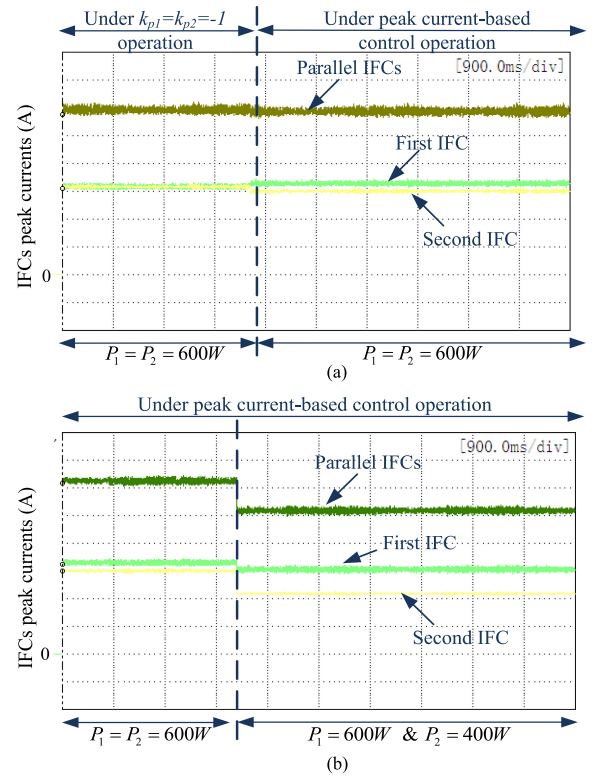 Under kp1=kp2=-1 operation
Under peak current-based control operation
[900.0ms/div]
Parallel IFCs
First IFC
Second IFC
IFCs peak currents (A)
0
P1 = P2 = 600W
P1 = P2 = 600W
(a)
Under peak current-based control operation
[900.0ms/div]
Parallel IFCs
First IFC
Second IFC
IFCs peak currents (A)
0
P1 = P2 = 600W
P1 = 600W & P2 = 400W
(b)